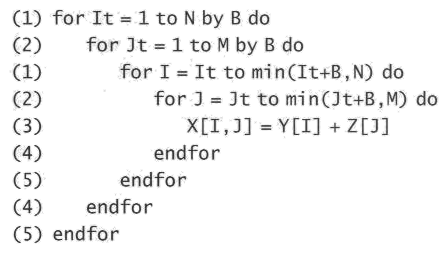 (1) for It = 1 to N by B do
(2) for Jt = 1 to M by B do
(1) for I = It to min(It+B,N) do
(2) for J = Jt to min(Jt+B,M) do
(3) X[I,J] = Y[I] + Z[J]
(4) endfor
(5) endfor
(4) endfor
(5) endfor